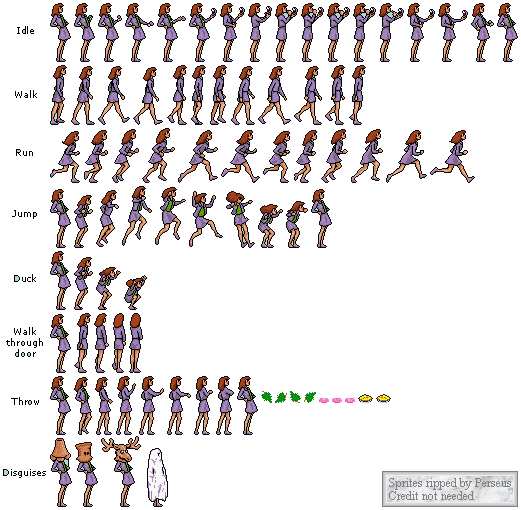 Idle
Walk
Run
Jump
Duck
Walk
through
door
Throw
Disguises
Sprites ripped by Perseus
Credit not needed